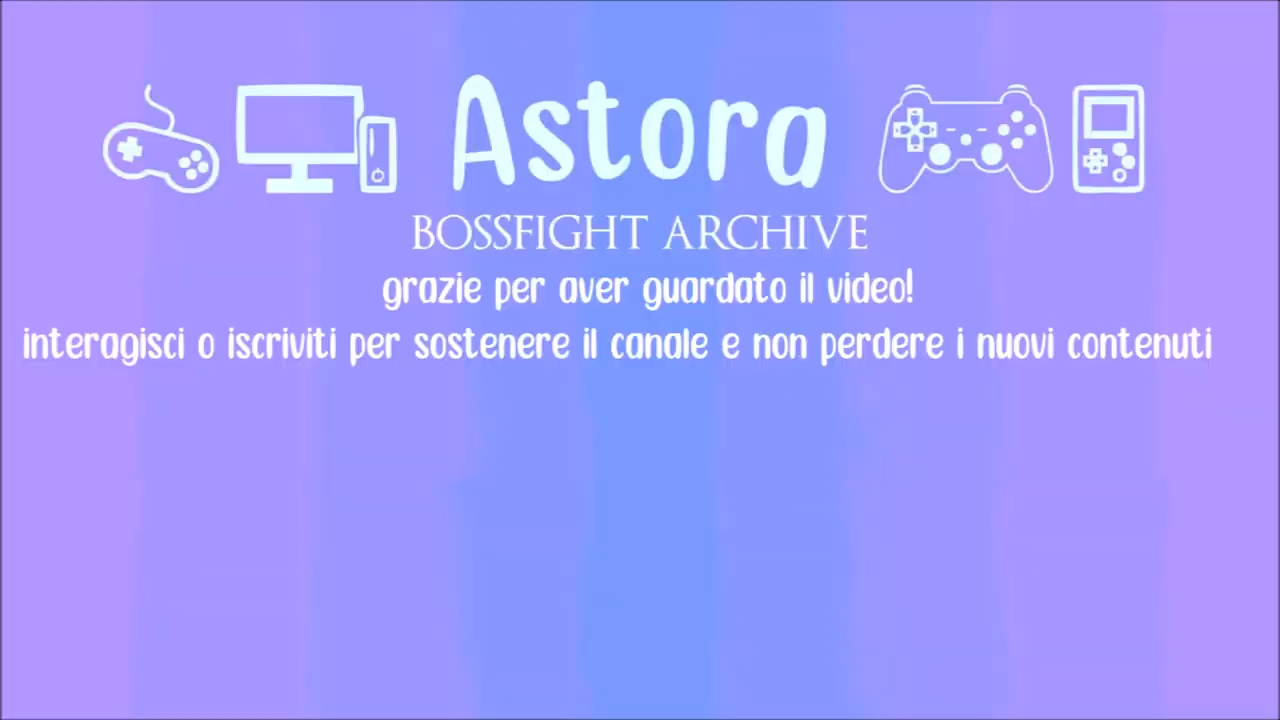 Astora
BOSSFIGHT ARCHIVE
grazie per aver guardato il video!
interagisci o iscriviti per sostenere il canale e non perdere i nuovi contenuti